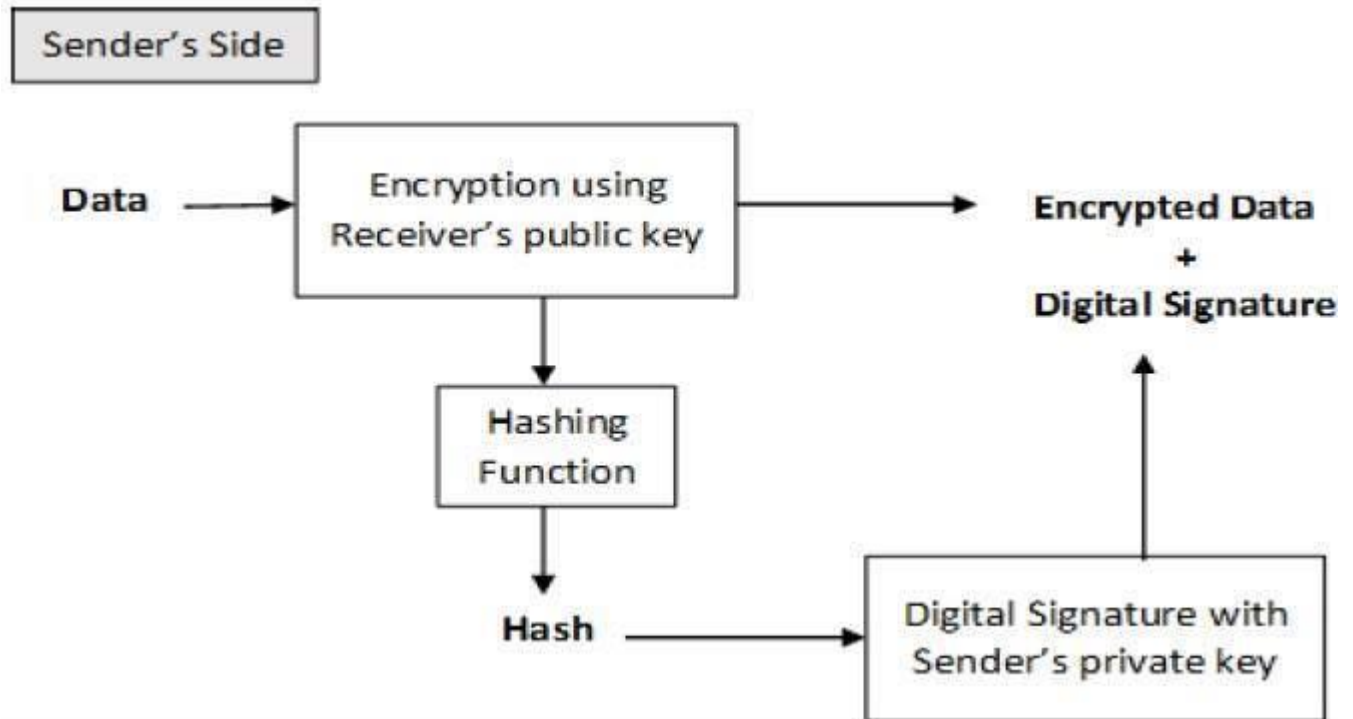 Sender's Side
Data
Encryption using
Receiver's public key
Encrypted Data
+
Digital Signature
Hashing
Function
Hash
Digital Signature with
Sender's private key